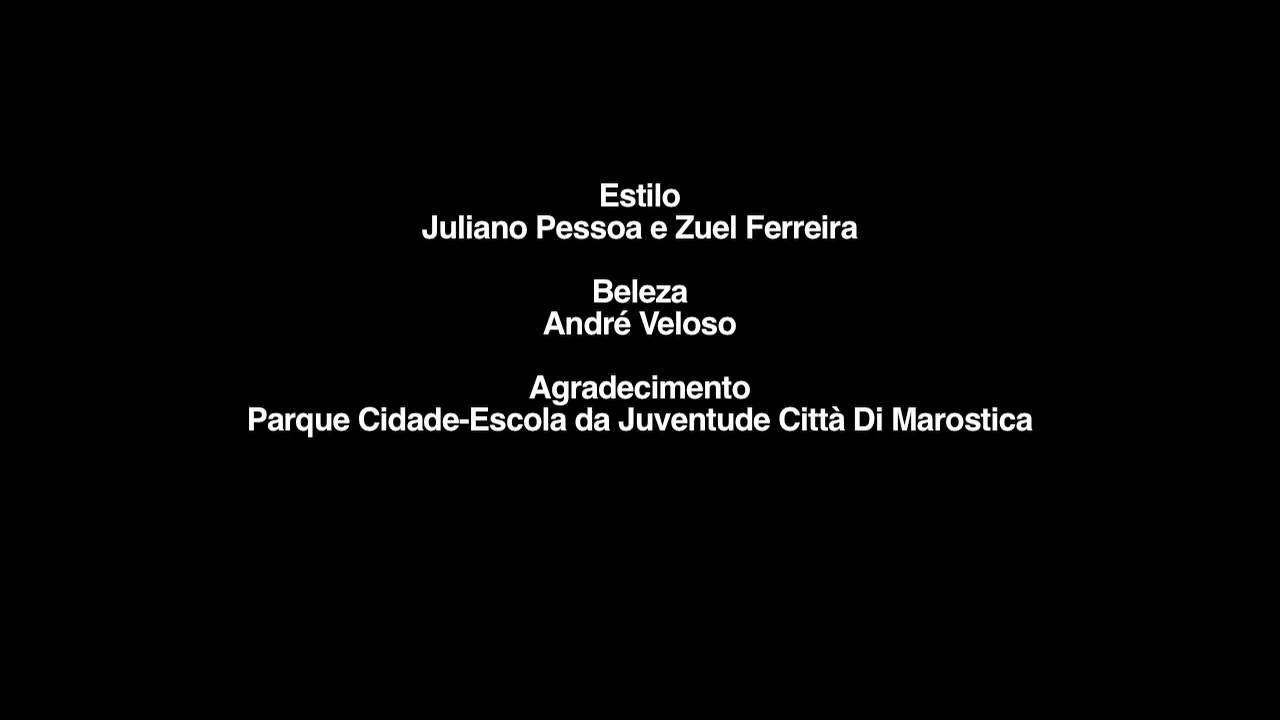 Estilo
Juliano Pessoa e Zuel Ferreira
Beleza
André Veloso
Agradecimento
Parque Cidade-Escola da Juventude Città Di Marostica